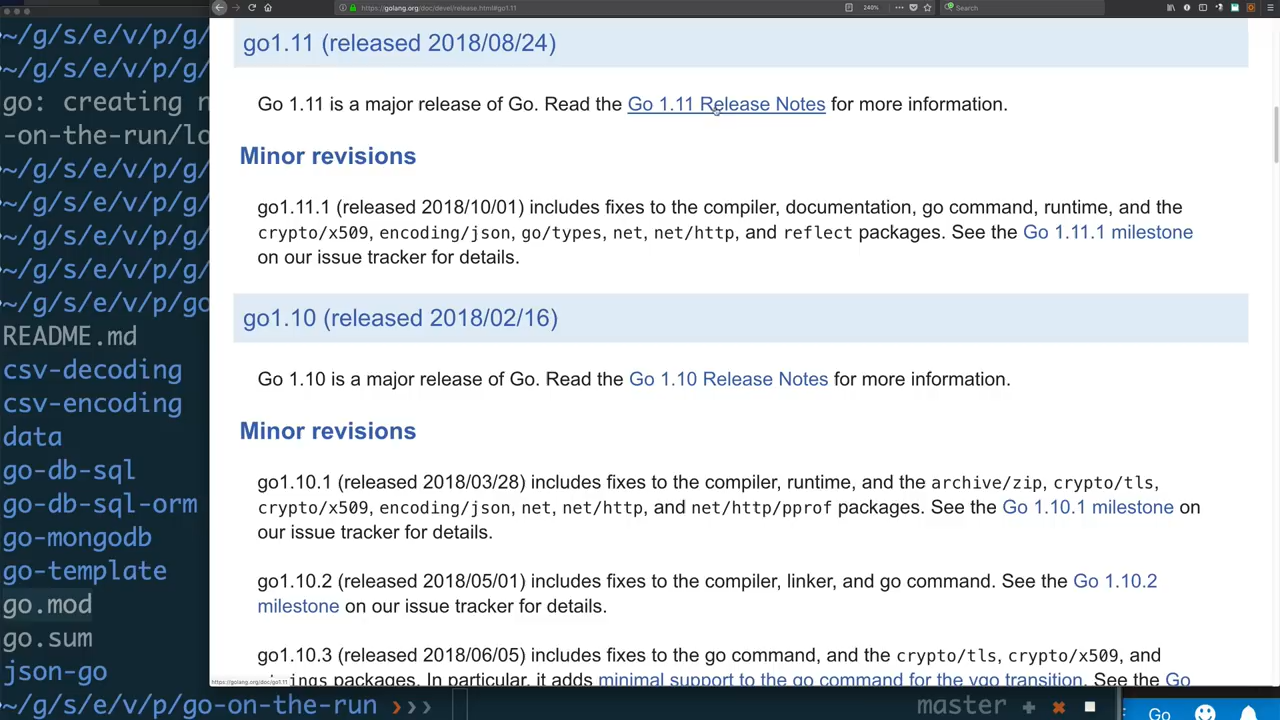 https://golang.org/doc/devel/release.html#go1.11
240%
Search
~/g/s/e/v/p/g
~/g/s/e/v/p/g
go: creating n
-on-the-run/lo
~/g/s/e/v/p/g/
~/g/s/e/v/p/g/
~/g/s/e/v/p/g/
~/g/s/e/v/p/g/
~/g/s/e/v/p/go
README.md
csv-decoding
csv-encoding
data
go-db-sql
go-db-sql-orm
go-mongodb
go-template
go.mod
go.sum
json-go
~/g/s/e/v/p/go-on-the-run ❯❯❯
master
go1.11 (released 2018/08/24)
Go 1.11 is a major release of Go. Read the Go 1.11 Release Notes for more information.
Minor revisions
go1.11.1 (released 2018/10/01) includes fixes to the compiler, documentation, go command, runtime, and the
crypto/x509, encoding/json, go/types, net, net/http, and reflect packages. See the Go 1.11.1 milestone
on our issue tracker for details.
go1.10 (released 2018/02/16)
Go 1.10 is a major release of Go. Read the Go 1.10 Release Notes for more information.
Minor revisions
go1.10.1 (released 2018/03/28) includes fixes to the compiler, runtime, and the archive/zip, crypto/tls,
crypto/x509, encoding/json, net, net/http, and net/http/pprof packages. See the Go 1.10.1 milestone on
our issue tracker for details.
go1.10.2 (released 2018/05/01) includes fixes to the compiler, linker, and go command. See the Go 1.10.2
milestone on our issue tracker for details.
go1.10.3 (released 2018/06/05) includes fixes to the go command, and the crypto/tls, crypto/x509, and
packages. In particular, it adds minimal support to the go command for the vgo transition. See the Go
https://golang.org/doc/go1.11
Go